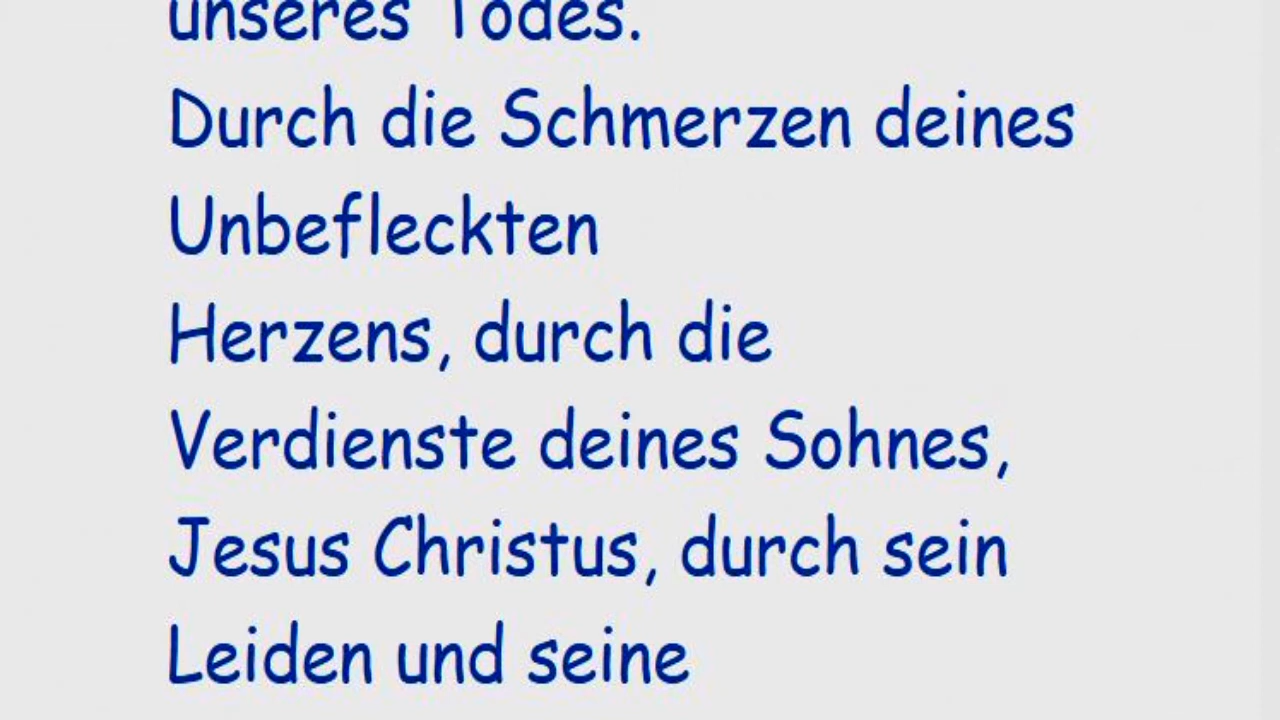 unseres Todes.
Durch die Schmerzen deines
Unbefleckten
Herzens, durch die
Verdienste deines Sohnes,
Jesus Christus, durch sein
Leiden und seine